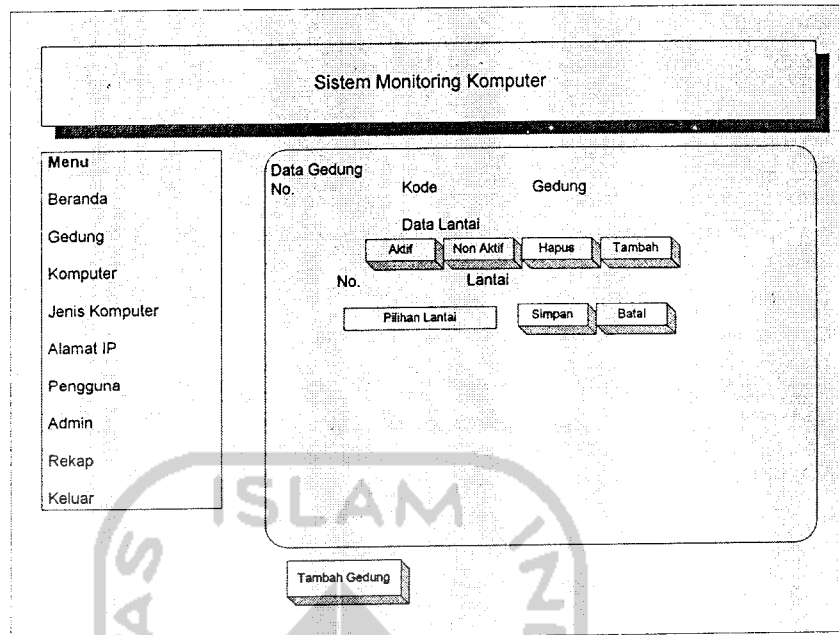 Sistem Monitoring Komputer
Menu
Beranda
Gedung
Komputer
Jenis Komputer
Alamat IP
Pengguna
Admin
Rekap
Keluar
Data Gedung
No. Kode Gedung
Data Lantai
Aktif Non Aktif Hapus Tambah
No. Lantai
Pilihan Lantai Simpan Batal
Tambah Gedung
ISLAM